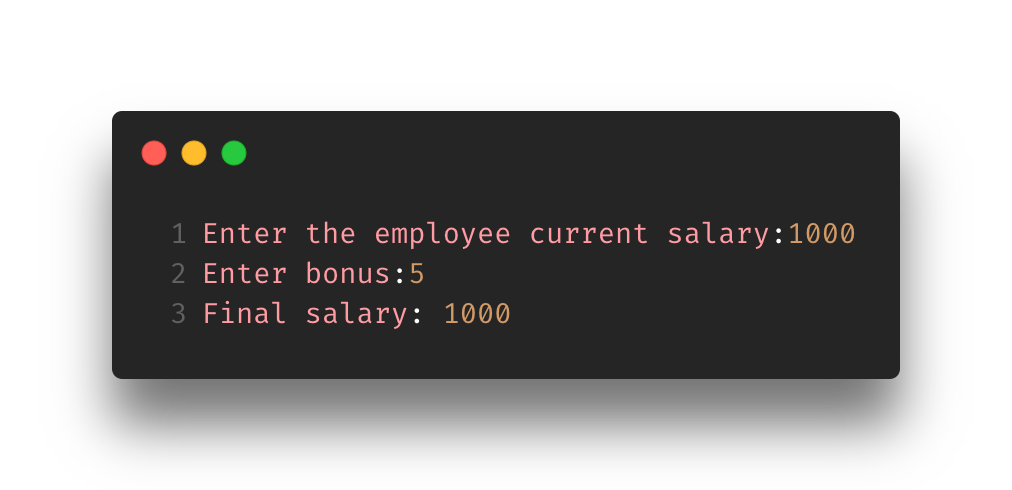 1 Enter the employee current salary:1000
2 Enter bonus:5
3 Final salary: 1000